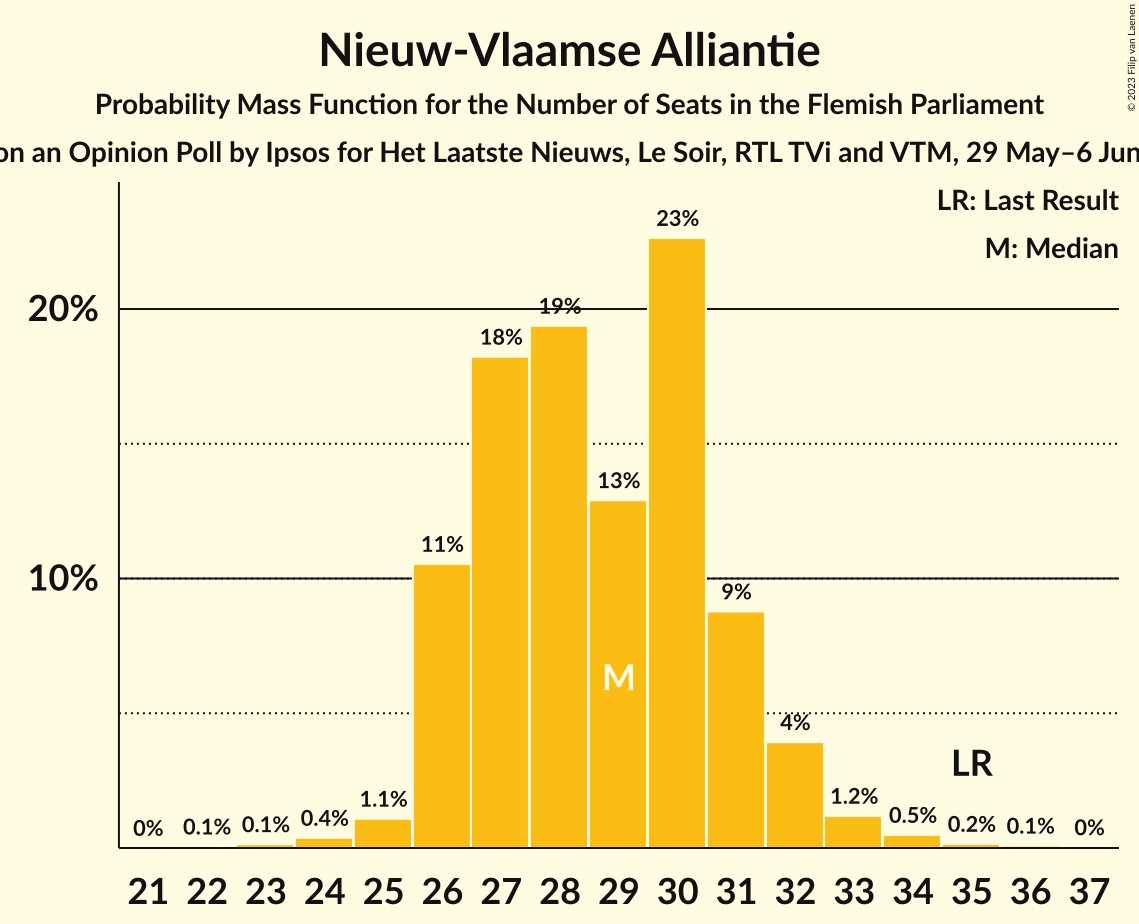 Nieuw-Vlaamse Alliantie
Probability Mass Function for the Number of Seats in the Flemish Parliament
on an Opinion Poll by Ipsos for Het Laatste Nieuws, Le Soir, RTL TVi and VTM, 29 May–6 Jun
© 2023 Filip van Laenen
LR: Last Result
M: Median
23%
20%
19%
18%
13%
11%
10%
9%
M
4%
LR
1.2%
1.1%
0.5%
0.4%
0.2%
0.1%
0.1%
0.1%
0%
0%
21 22 23 24 25 26 27 28 29 30 31 32 33 34 35 36 37